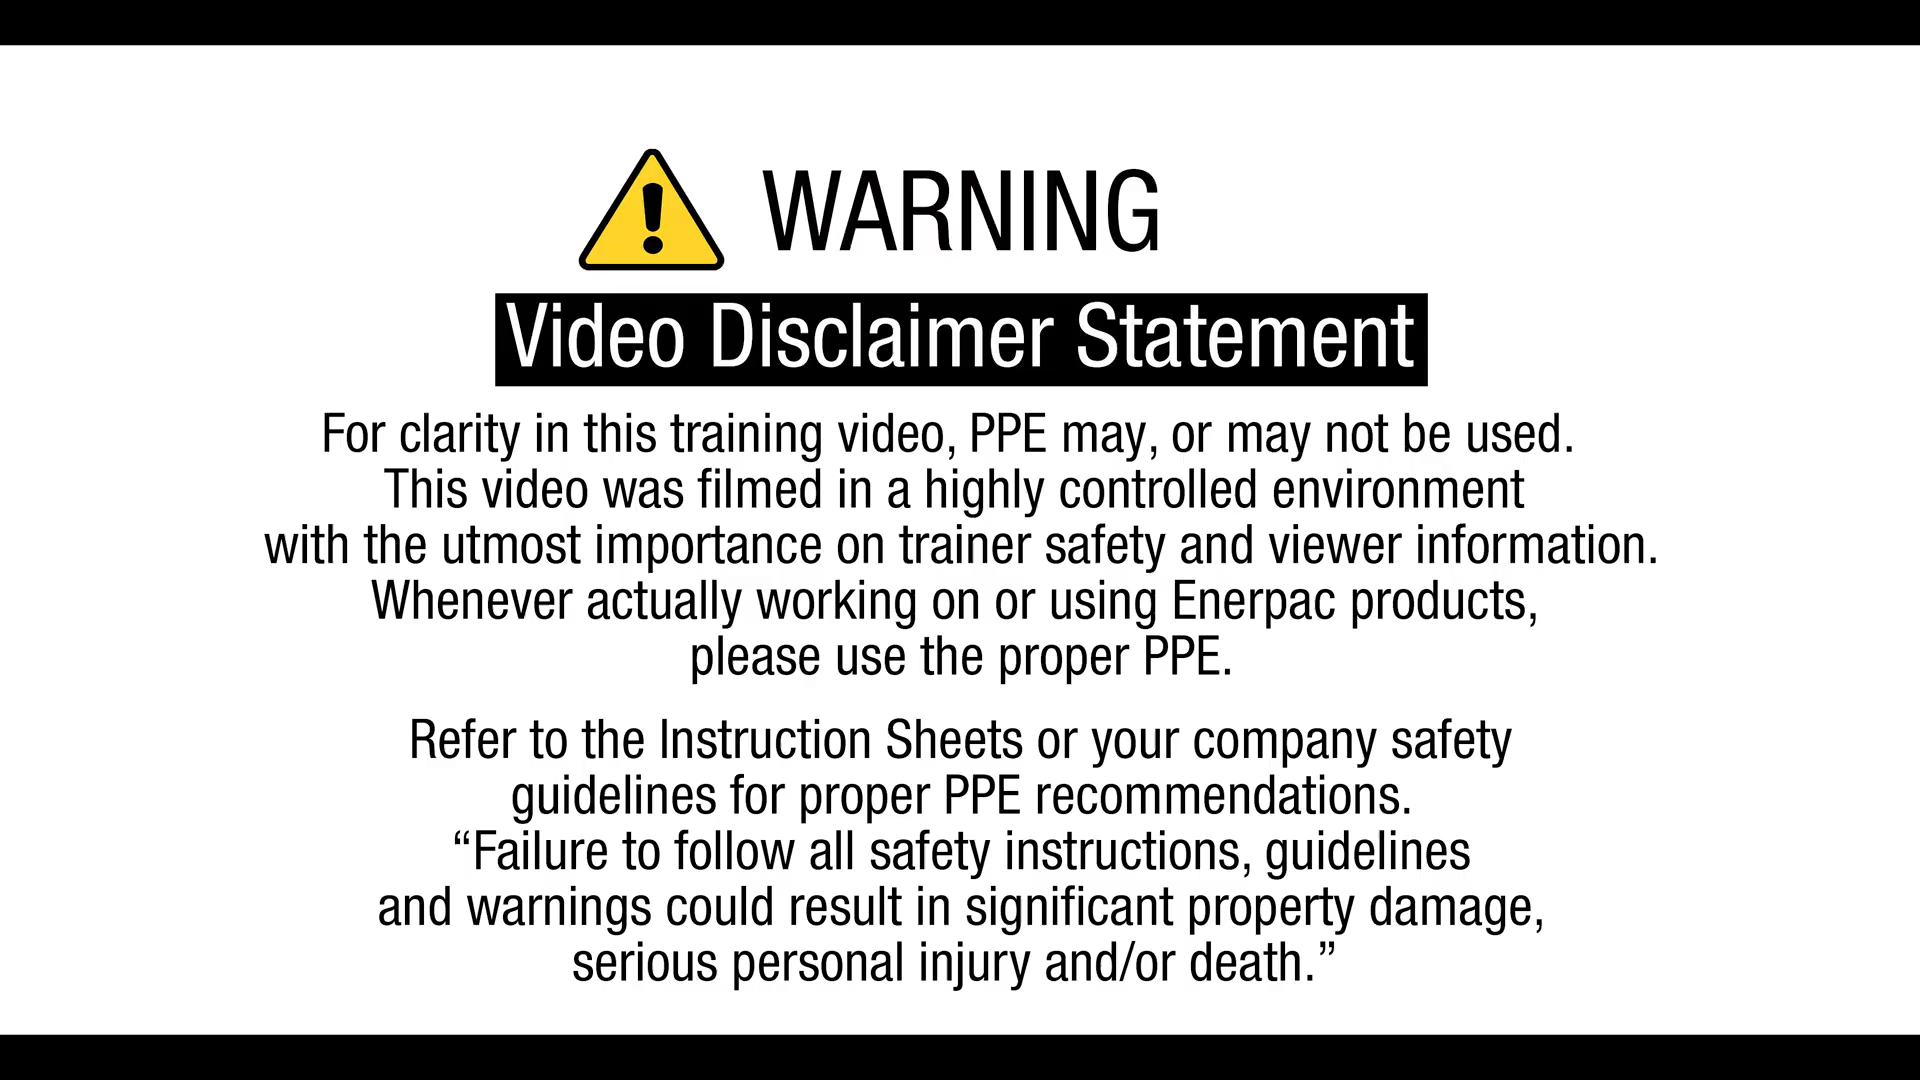 WARNING
Video Disclaimer Statement
For clarity in this training video, PPE may, or may not be used.
This video was filmed in a highly controlled environment
with the utmost importance on trainer safety and viewer information.
Whenever actually working on or using Enerpac products,
please use the proper PPE.
Refer to the Instruction Sheets or your company safety
guidelines for proper PPE recommendations.
“Failure to follow all safety instructions, guidelines
and warnings could result in significant property damage,
serious personal injury and/or death.”